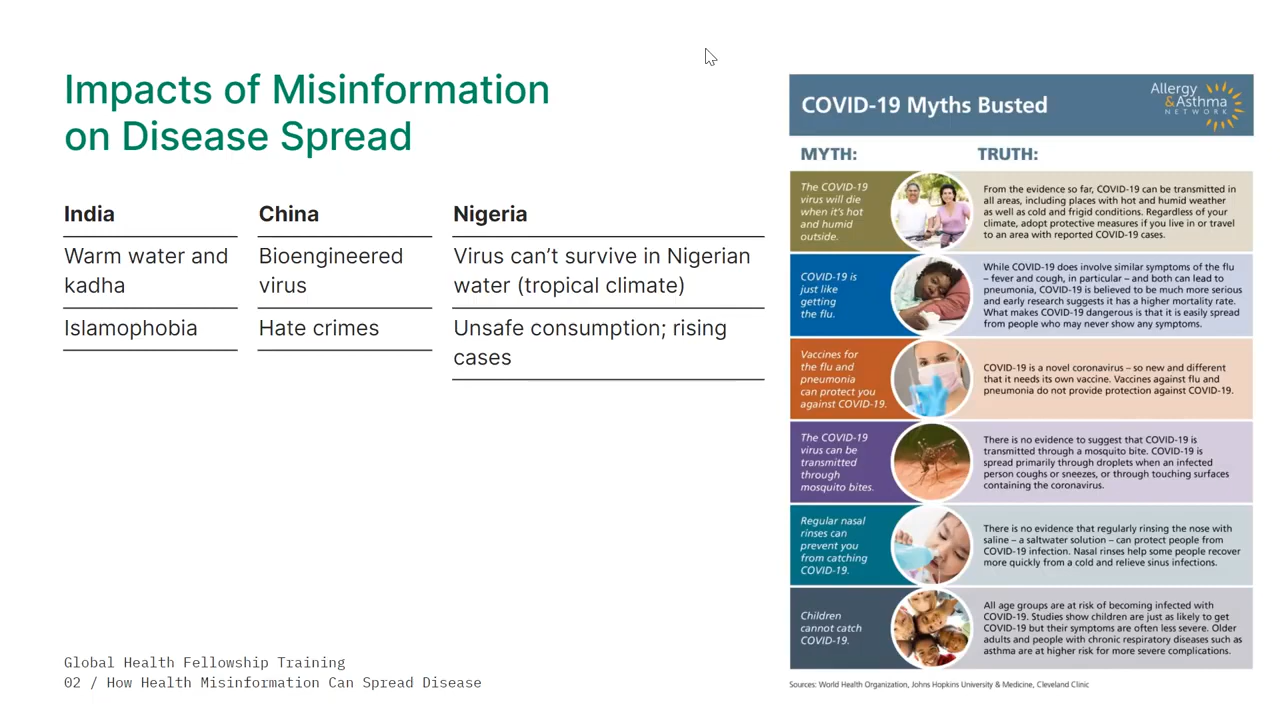 Impacts of Misinformation
on Disease Spread
India
Warm water and
kadha
Islamophobia
China
Bioengineered
virus
Hate crimes
Nigeria
Virus can’t survive in Nigerian
water (tropical climate)
Unsafe consumption; rising
cases
COVID-19 Myths Busted
Allergy
&Asthma
NETWORK
MYTH:
TRUTH:
The COVID-19
virus will die
when it's hot
and humid
outside.
From the evidence so far, COVID-19 can be transmitted in
all areas, including places with hot and humid weather
as well as cold and frigid conditions. Regardless of your
climate, adopt protective measures if you live in or travel
to an area with reported COVID-19 cases.
COVID-19 is
just like
getting
the flu.
While COVID-19 does involve similar symptoms of the flu
– fever and cough, in particular – and both can lead to
pneumonia, COVID-19 is believed to be much more serious
and early research suggests it has a higher mortality rate.
What makes COVID-19 dangerous is that it is easily spread
from people who may never show any symptoms.
Vaccines for
the flu and
pneumonia
can protect you
against COVID-19.
COVID-19 is a novel coronavirus – so new and different
that it needs its own vaccine. Vaccines against flu and
pneumonia do not provide protection against COVID-19.
The COVID-19
virus can be
transmitted
through
mosquito bites.
There is no evidence to suggest that COVID-19 is
transmitted through a mosquito bite. COVID-19 is
spread primarily through droplets when an infected
person coughs or sneezes, or through touching surfaces
containing the coronavirus.
Regular nasal
rinses can
prevent you
from catching
COVID-19.
There is no evidence that regularly rinsing the nose with
saline – a saltwater solution – can protect people from
COVID-19 infection. Nasal rinses help some people recover
more quickly from a cold and relieve sinus infections.
Children
cannot catch
COVID-19.
All age groups are at risk of becoming infected with
COVID-19. Studies show children are just as likely to get
COVID-19 but their symptoms are often less severe. Older
adults and people with chronic respiratory diseases such as
asthma are at higher risk for more severe complications.
Sources: World Health Organization, Johns Hopkins University & Medicine, Cleveland Clinic
Global Health Fellowship Training
02 / How Health Misinformation Can Spread Disease